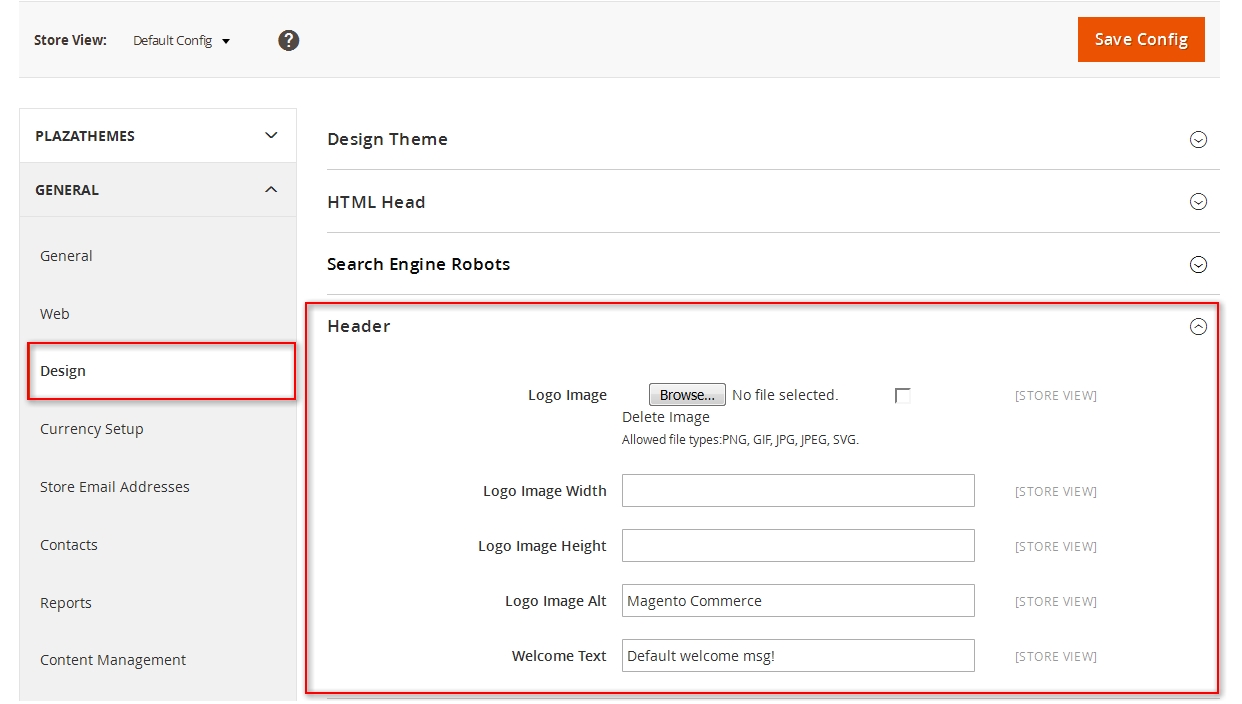 Store View: Default Config ?
Save Config
PLAZATHEMES
GENERAL
General
Web
Design
Currency Setup
Store Email Addresses
Contacts
Reports
Content Management
Design Theme
HTML Head
Search Engine Robots
Header
Logo Image Browse... No file selected. [STORE VIEW]
Delete Image
Allowed file types:PNG, GIF, JPG, JPEG, SVG.
Logo Image Width [STORE VIEW]
Logo Image Height [STORE VIEW]
Logo Image Alt Magento Commerce [STORE VIEW]
Welcome Text Default welcome msg! [STORE VIEW]